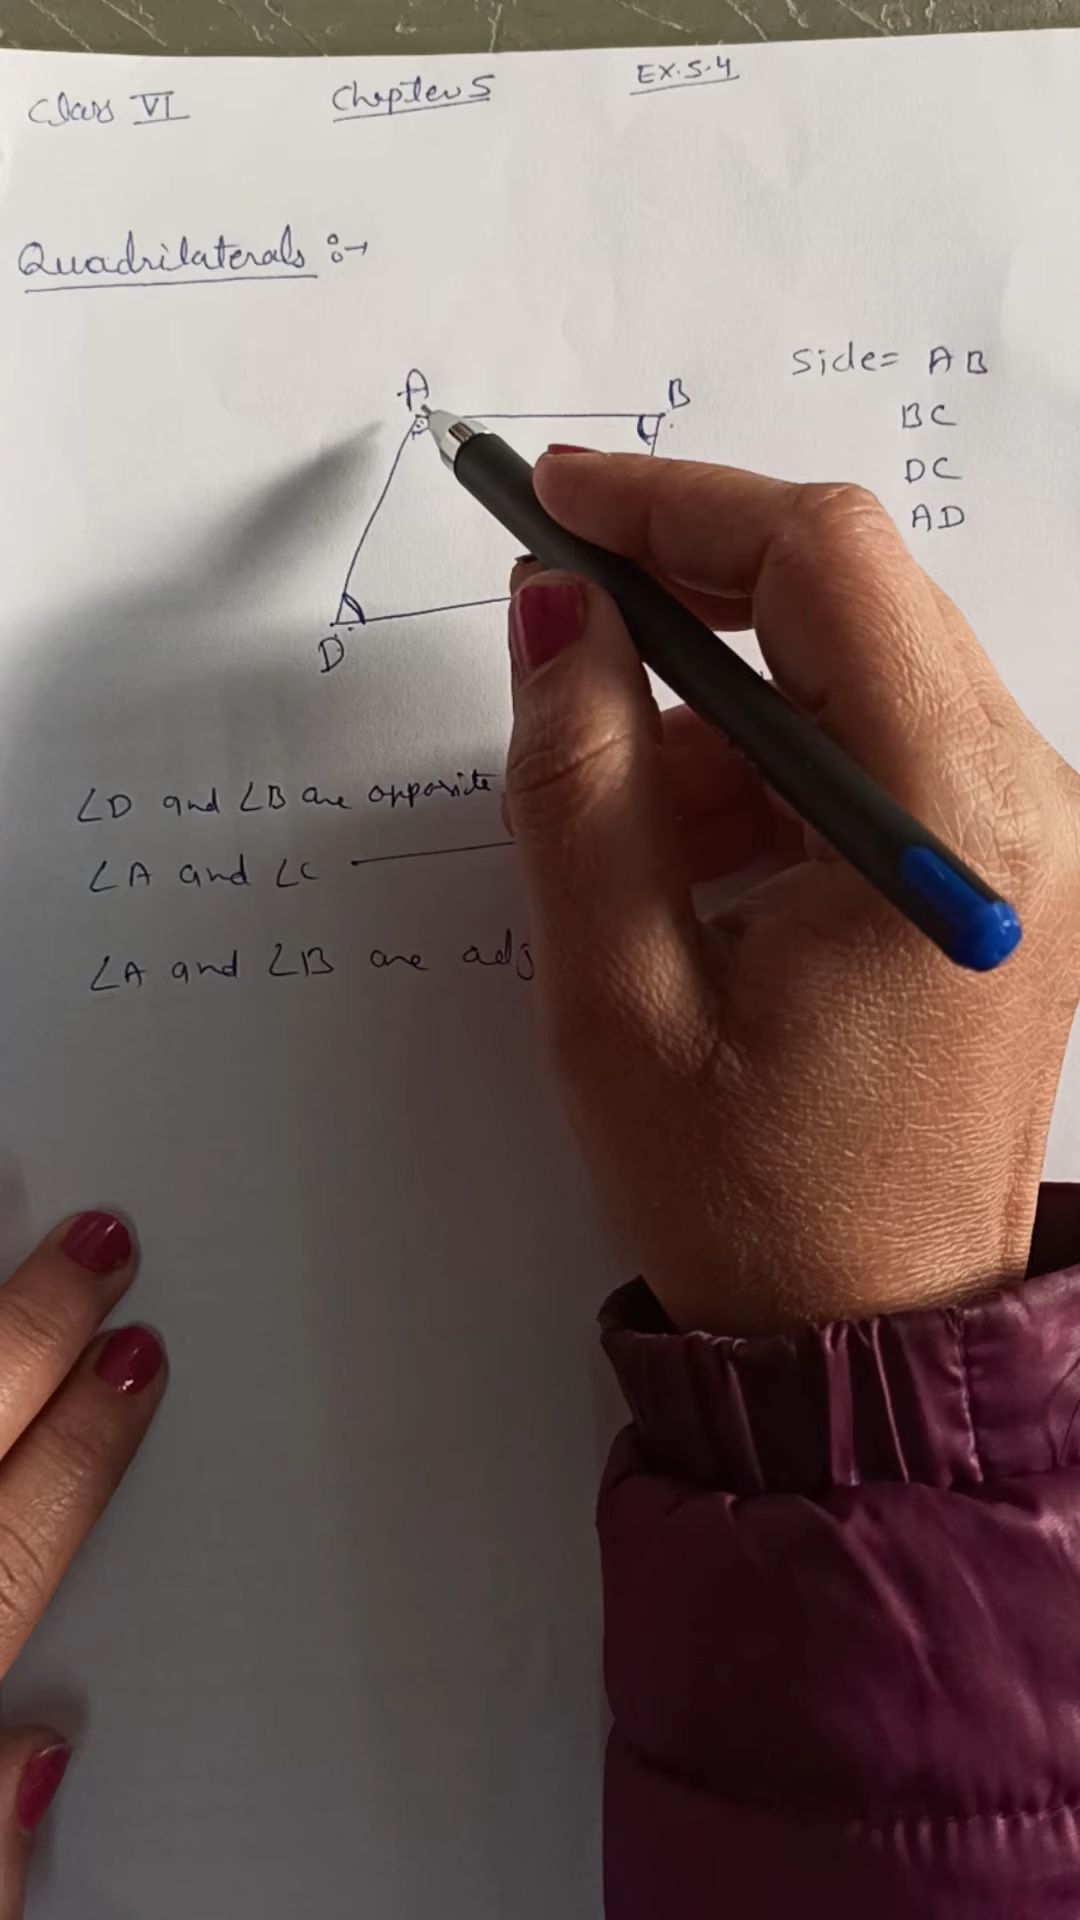 Class VI Chapter 5 EX.5.4
Quadrilaterals :→
A
B
D
Side= AB
BC
DC
AD
∠D and ∠B are opposite
∠A and ∠C
∠A and ∠B are adj